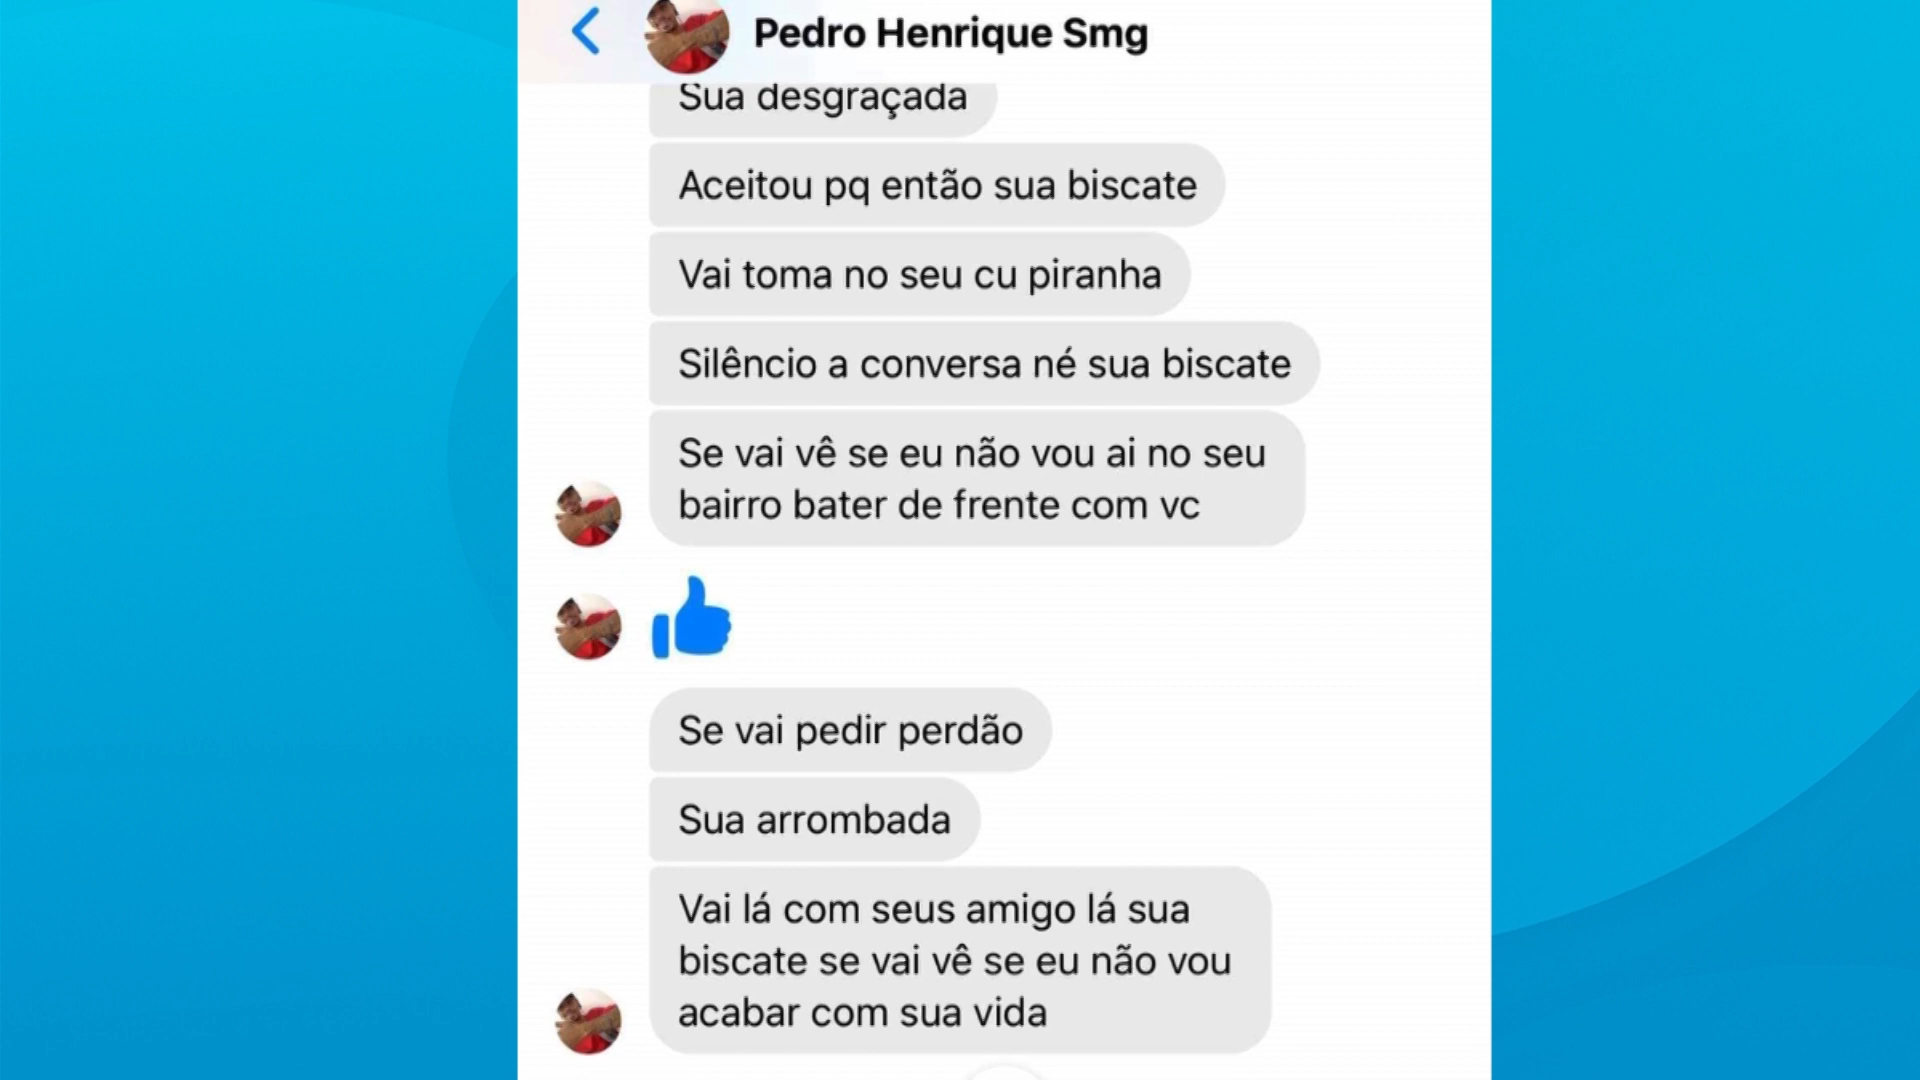 Pedro Henrique Smg
Sua desgraçada
Aceitou pq então sua biscate
Vai toma no seu cu piranha
Silêncio a conversa né sua biscate
Se vai vê se eu não vou ai no seu
bairro bater de frente com vc
Se vai pedir perdão
Sua arrombada
Vai lá com seus amigo lá sua
biscate se vai vê se eu não vou
acabar com sua vida